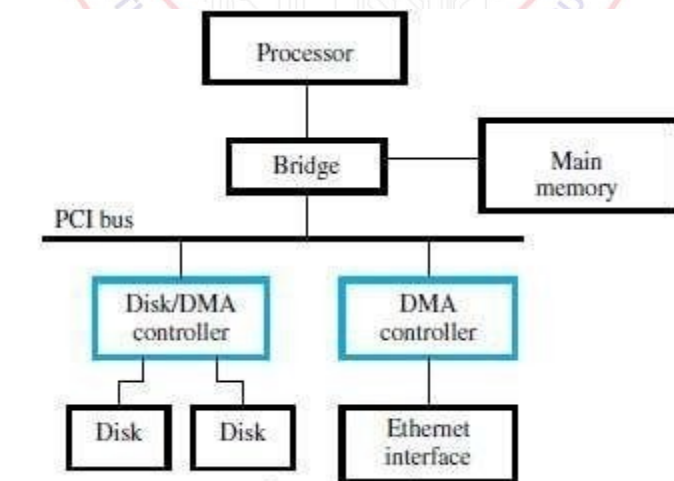 Processor
Bridge
Main
memory
PCI bus
Disk/DMA
controller
DMA
controller
Disk
Disk
Ethernet
interface